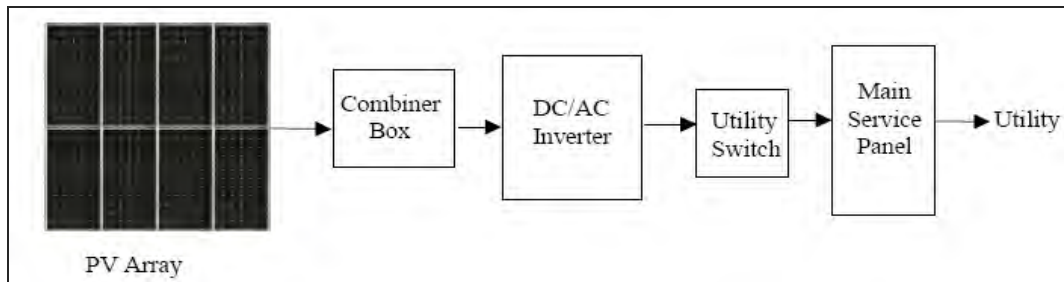 Combiner
Box
DC/AC
Inverter
Utility
Switch
Main
Service
Panel
Utility
PV Array